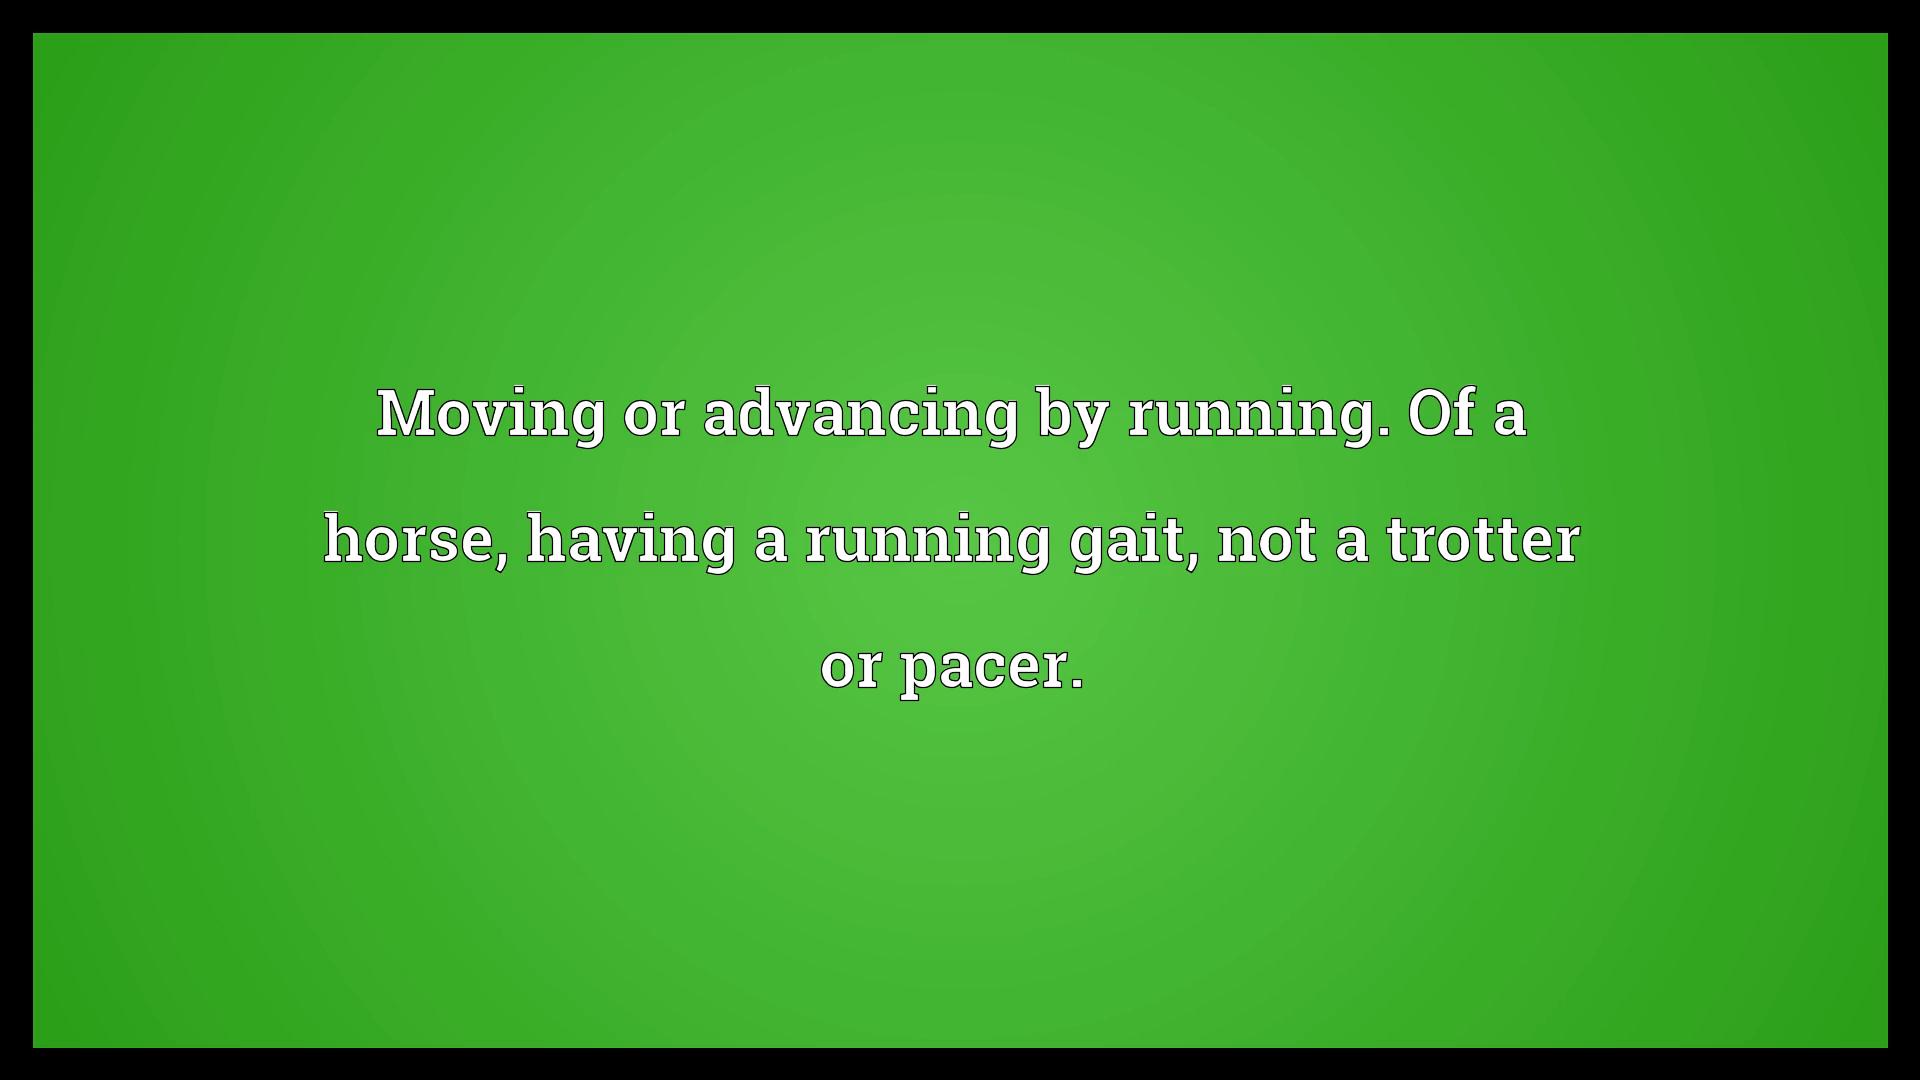 Moving or advancing by running. Of a
horse, having a running gait, not a trotter
or pacer.